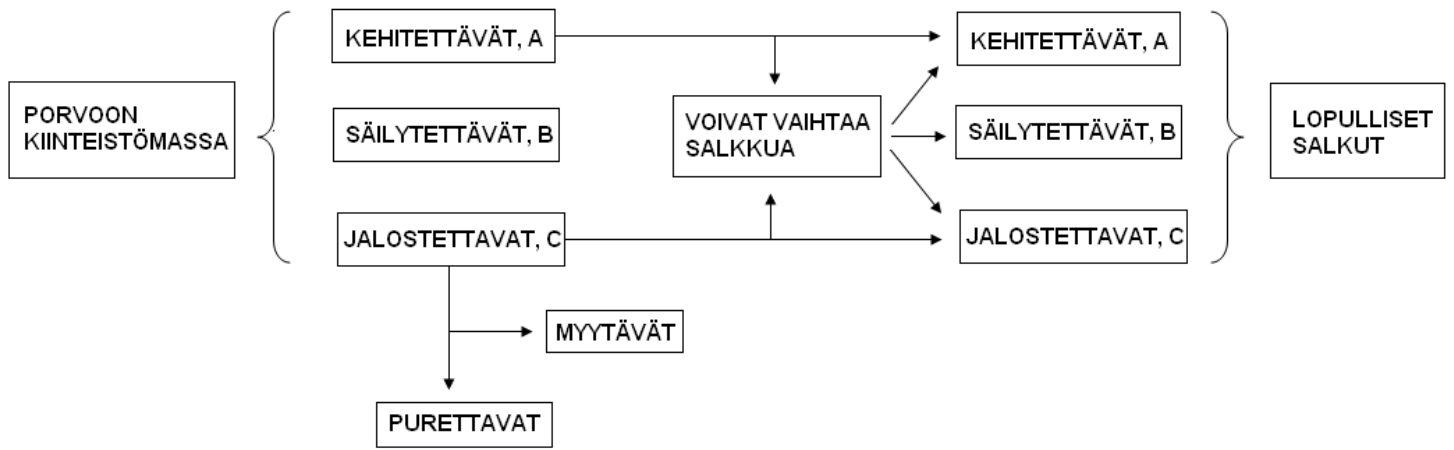 PORVOON
KIINTEISTÖMASSA
KEHITETTÄVÄT, A
SÄILYTETTÄVÄT, B
JALOSTETTAVAT, C
MYYTÄVÄT
PURETTAVAT
VOIVAT VAIHTAA
SALKKUA
KEHITETTÄVÄT, A
SÄILYTETTÄVÄT, B
JALOSTETTAVAT, C
LOPULLISET
SALKUT